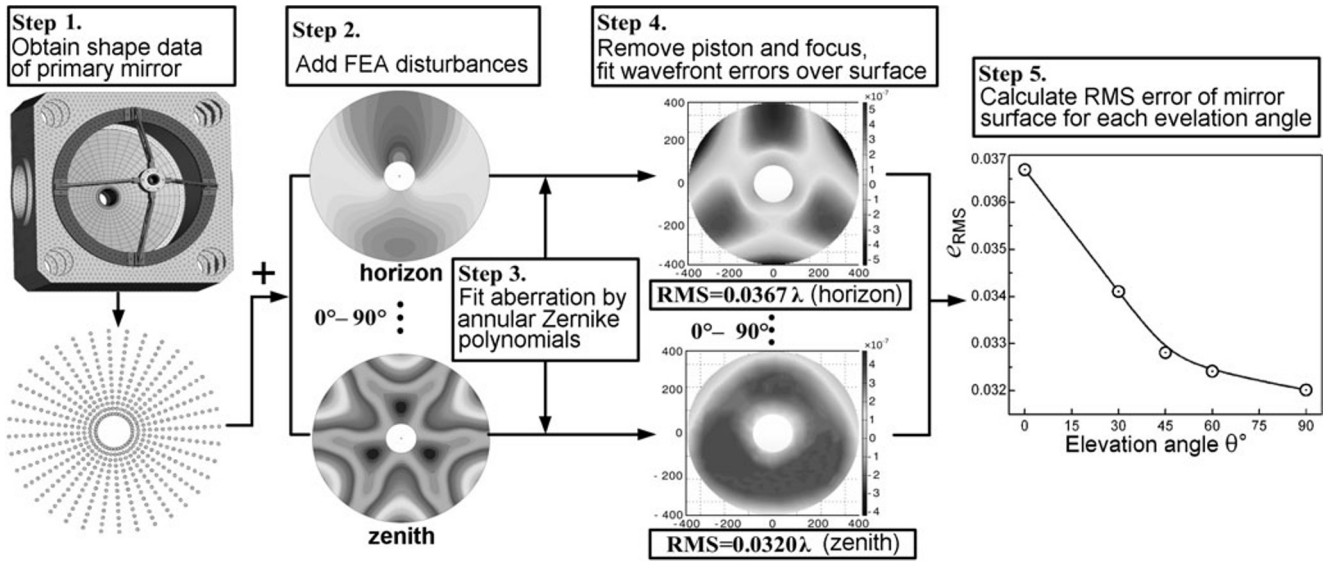 Step 1.
Obtain shape data
of primary mirror
+
Step 2.
Add FEA disturbances
horizon
0°– 90°
zenith
Step 3.
Fit aberration by
annular Zernike
polynomials
Step 4.
Remove piston and focus,
fit wavefront errors over surface
×10⁻⁷
400
200
0
-200
-400
-400 -200 0 200 400
5
4
3
2
1
0
-1
-2
-3
-4
-5
RMS=0.0367λ (horizon)
0°– 90°
×10⁻⁷
400
200
0
-200
-400
-400 -200 0 200 400
4
3
2
1
0
-1
-2
-3
-4
RMS=0.0320λ (zenith)
Step 5.
Calculate RMS error of mirror
surface for each evelation angle
eRMS
0.037
0.036
0.035
0.034
0.033
0.032
0 15 30 45 60 75 90
Elevation angle θ°